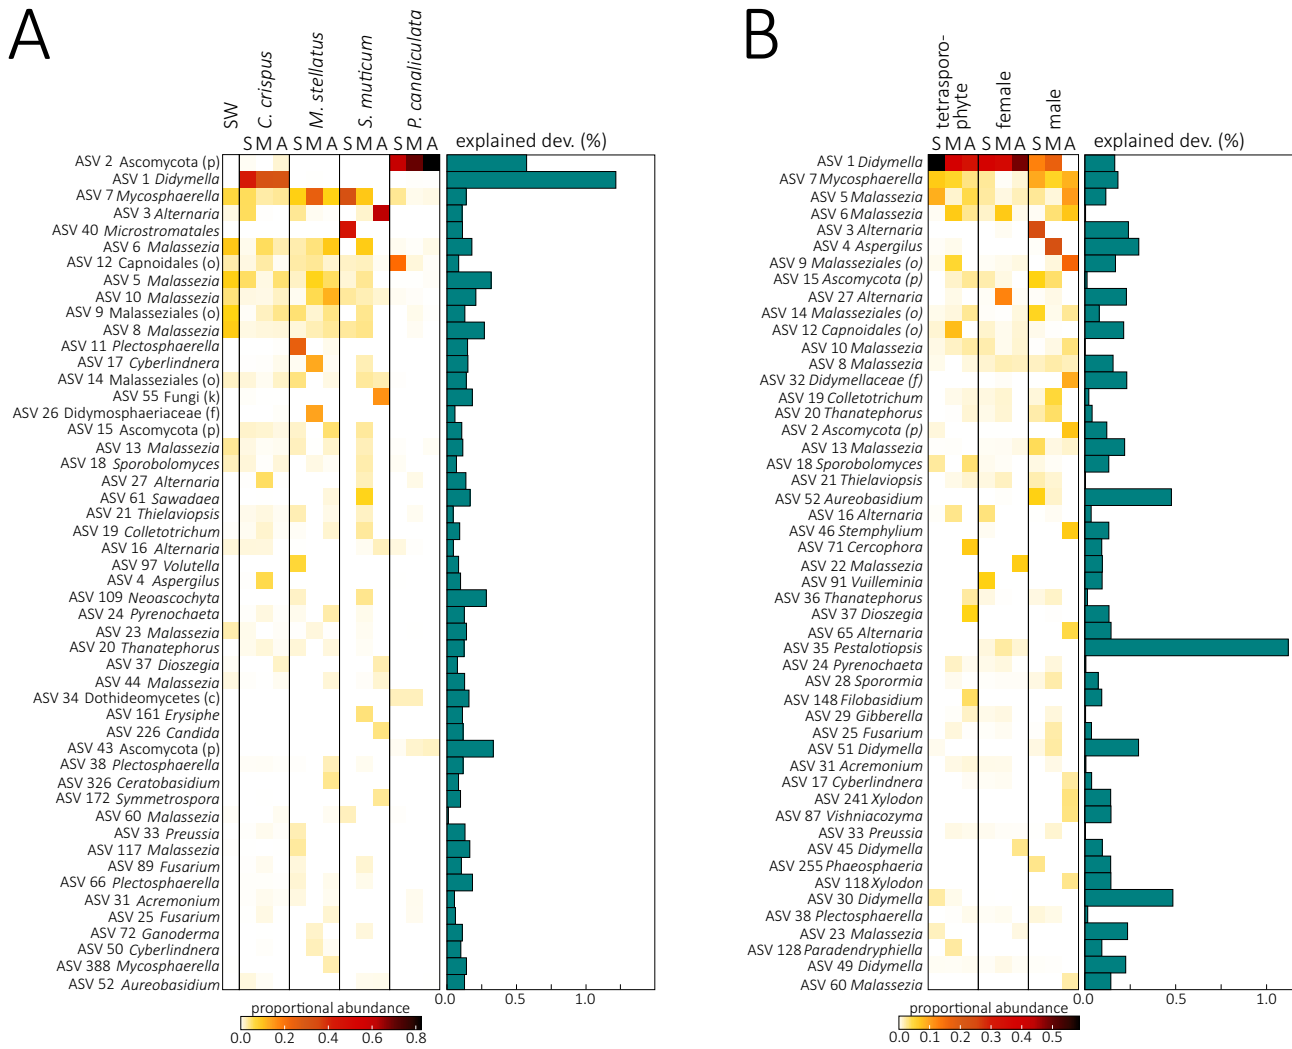 A
SW
C. crispus
M. stellatus
S. muticum
P. canaliculata
S M A S M A S M A S M A
explained dev. (%)
ASV 2 Ascomycota (p)
ASV 1 Didymella
ASV 7 Mycosphaerella
ASV 3 Alternaria
ASV 40 Microstromatales
ASV 6 Malassezia
ASV 12 Capnoidales (o)
ASV 5 Malassezia
ASV 10 Malassezia
ASV 9 Malasseziales (o)
ASV 8 Malassezia
ASV 11 Plectosphaerella
ASV 17 Cyberlindnera
ASV 14 Malasseziales (o)
ASV 55 Fungi (k)
ASV 26 Didymosphaeriaceae (f)
ASV 15 Ascomycota (p)
ASV 13 Malassezia
ASV 18 Sporobolomyces
ASV 27 Alternaria
ASV 61 Sawadaea
ASV 21 Thielaviopsis
ASV 19 Colletotrichum
ASV 16 Alternaria
ASV 97 Volutella
ASV 4 Aspergilus
ASV 109 Neoascochyta
ASV 24 Pyrenochaeta
ASV 23 Malassezia
ASV 20 Thanatephorus
ASV 37 Dioszegia
ASV 44 Malassezia
ASV 34 Dothideomycetes (c)
ASV 161 Erysiphe
ASV 226 Candida
ASV 43 Ascomycota (p)
ASV 38 Plectosphaerella
ASV 326 Ceratobasidium
ASV 172 Symmetrospora
ASV 60 Malassezia
ASV 33 Preussia
ASV 117 Malassezia
ASV 89 Fusarium
ASV 66 Plectosphaerella
ASV 31 Acremonium
ASV 25 Fusarium
ASV 72 Ganoderma
ASV 50 Cyberlindnera
ASV 388 Mycosphaerella
ASV 52 Aureobasidium
0.0 0.5 1.0
proportional abundance
0.0 0.2 0.4 0.6 0.8
B
tetrasporo-
phyte
female
male
S M A S M A S M A
explained dev. (%)
ASV 1 Didymella
ASV 7 Mycosphaerella
ASV 5 Malassezia
ASV 6 Malassezia
ASV 3 Alternaria
ASV 4 Aspergilus
ASV 9 Malasseziales (o)
ASV 15 Ascomycota (p)
ASV 27 Alternaria
ASV 14 Malasseziales (o)
ASV 12 Capnoidales (o)
ASV 10 Malassezia
ASV 8 Malassezia
ASV 32 Didymellaceae (f)
ASV 19 Colletotrichum
ASV 20 Thanatephorus
ASV 2 Ascomycota (p)
ASV 13 Malassezia
ASV 18 Sporobolomyces
ASV 21 Thielaviopsis
ASV 52 Aureobasidium
ASV 16 Alternaria
ASV 46 Stemphylium
ASV 71 Cercophora
ASV 22 Malassezia
ASV 91 Vuilleminia
ASV 36 Thanatephorus
ASV 37 Dioszegia
ASV 65 Alternaria
ASV 35 Pestalotiopsis
ASV 24 Pyrenochaeta
ASV 28 Sporormia
ASV 148 Filobasidium
ASV 29 Gibberella
ASV 25 Fusarium
ASV 51 Didymella
ASV 31 Acremonium
ASV 17 Cyberlindnera
ASV 241 Xylodon
ASV 87 Vishniacozyma
ASV 33 Preussia
ASV 45 Didymella
ASV 255 Phaeosphaeria
ASV 118 Xylodon
ASV 30 Didymella
ASV 38 Plectosphaerella
ASV 23 Malassezia
ASV 128 Paradendryphiella
ASV 49 Didymella
ASV 60 Malassezia
0.0 0.5 1.0
proportional abundance
0.0 0.1 0.2 0.3 0.4 0.5